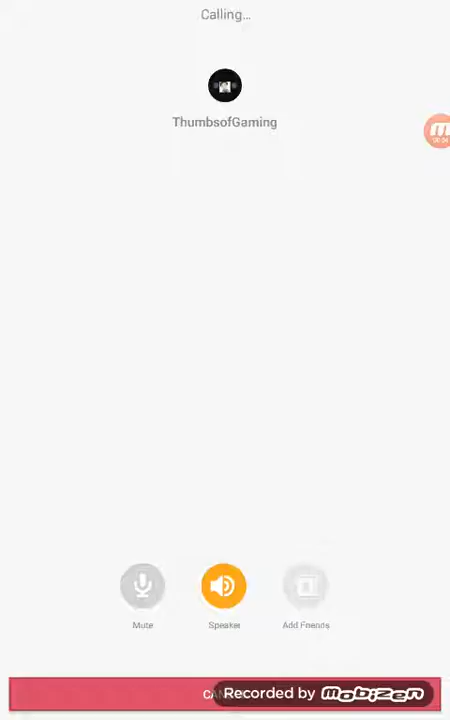 Calling...
ThumbsofGaming
Mute
Speaker
Add Friends
Recorded by mobizen